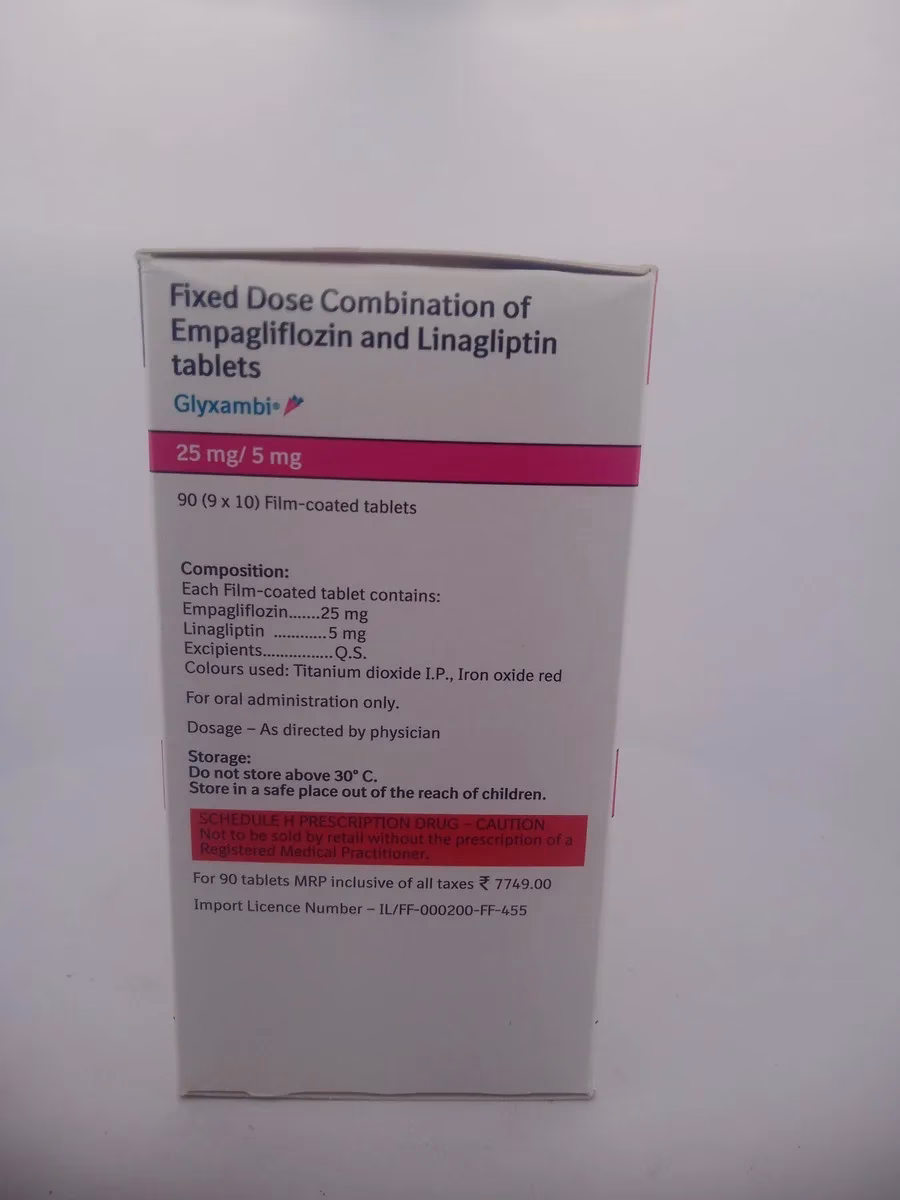 Fixed Dose Combination of
Empagliflozin and Linagliptin
tablets
Glyxambi®
25 mg/ 5 mg
90 (9 x 10) Film-coated tablets
Composition:
Each Film-coated tablet contains:
Empagliflozin.......25 mg
Linagliptin ............5 mg
Excipients................Q.S.
Colours used: Titanium dioxide I.P., Iron oxide red
For oral administration only.
Dosage – As directed by physician
Storage:
Do not store above 30° C.
Store in a safe place out of the reach of children.
SCHEDULE H PRESCRIPTION DRUG – CAUTION
Not to be sold by retail without the prescription of a
Registered Medical Practitioner.
For 90 tablets MRP inclusive of all taxes ₹ 7749.00
Import Licence Number – IL/FF-000200-FF-455